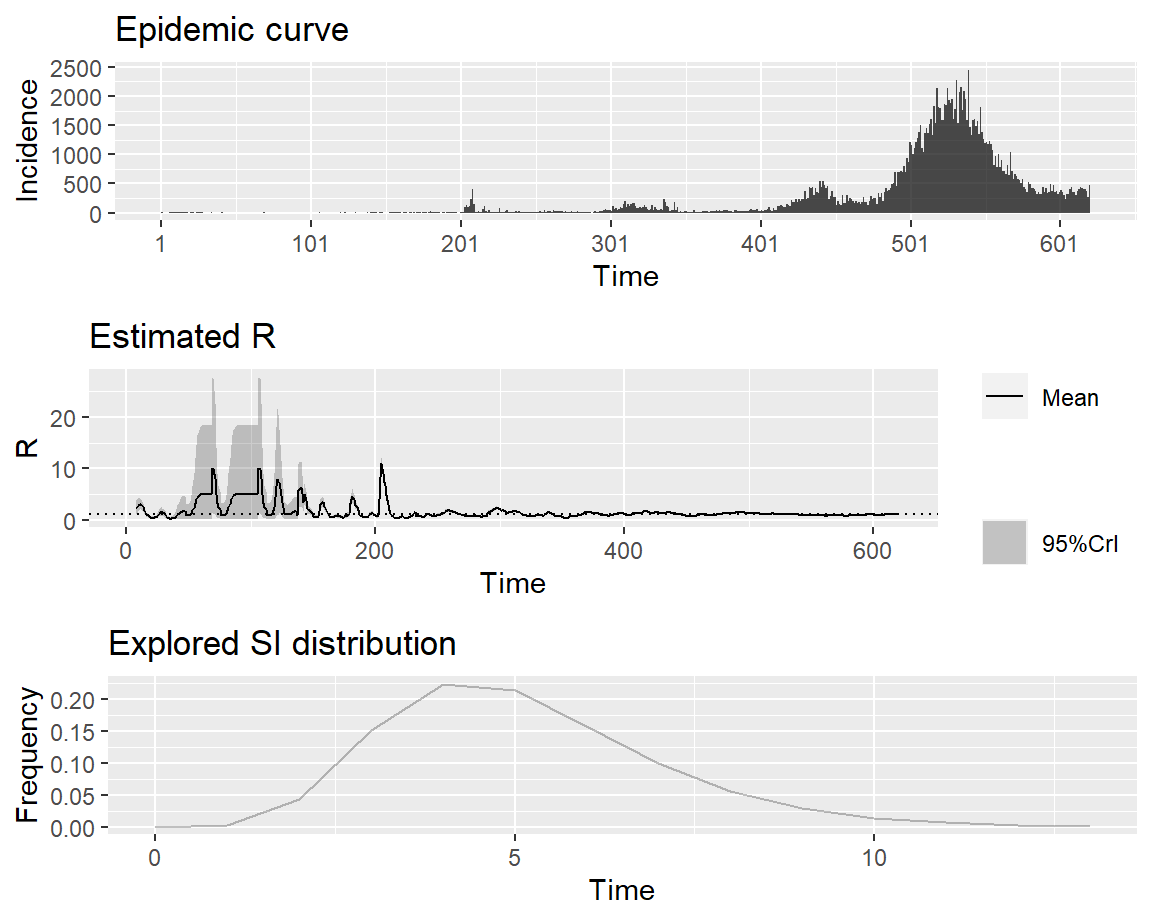 Epidemic curve
Incidence
2500
2000
1500
1000
500
0
1 101 201 301 401 501 601
Time
Estimated R
R
20
10
0
0 200 400 600
Time
Mean
95%CrI
Explored SI distribution
Frequency
0.20
0.15
0.10
0.05
0.00
0 5 10
Time